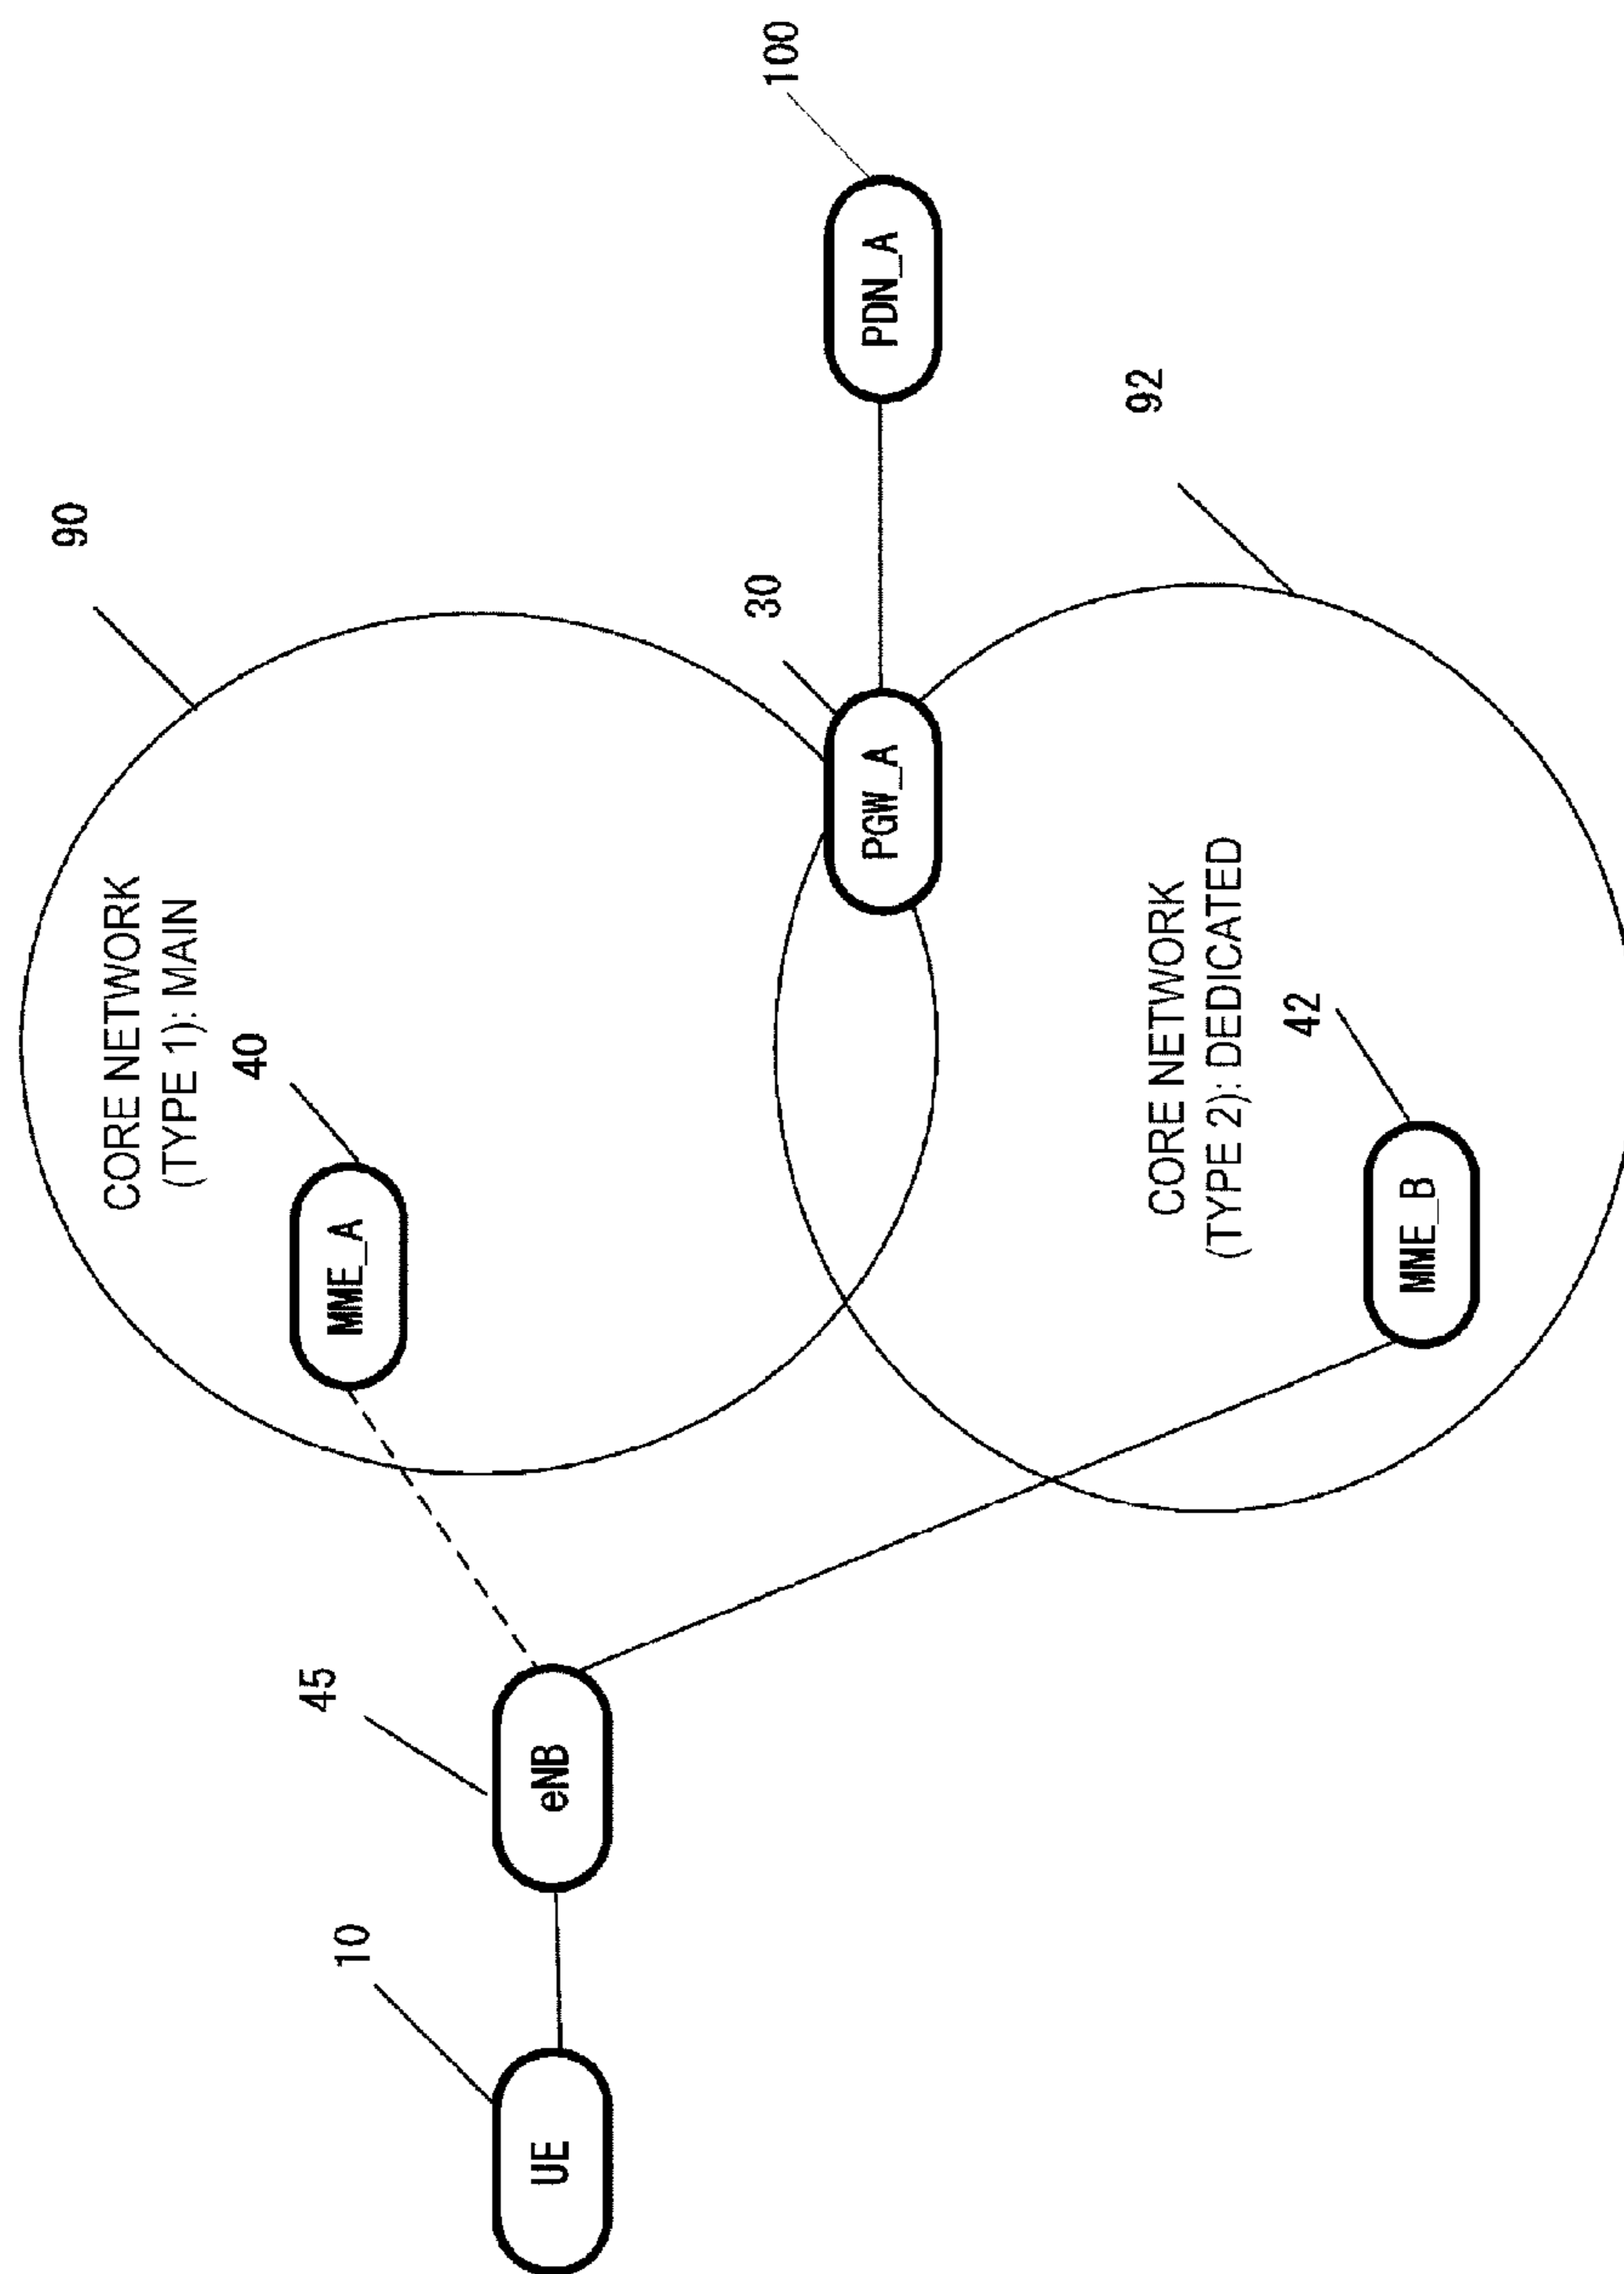 90
CORE NETWORK
(TYPE 1): MAIN
40
MME_A
45
10
eNB
UE
30
100
PGW_A
PDN_A
92
CORE NETWORK
(TYPE 2): DEDICATED
42
MME_B